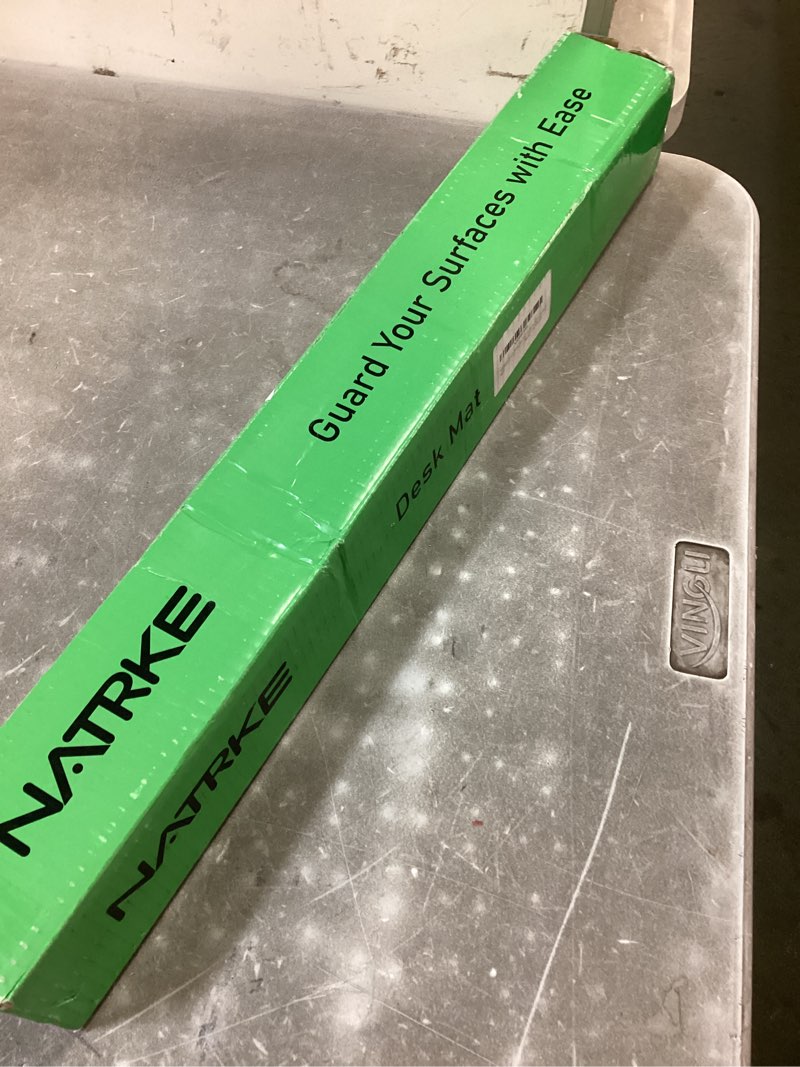 Guard Your Surfaces with Ease
Desk Mat
NATRKE
NATRKE
VINGLI